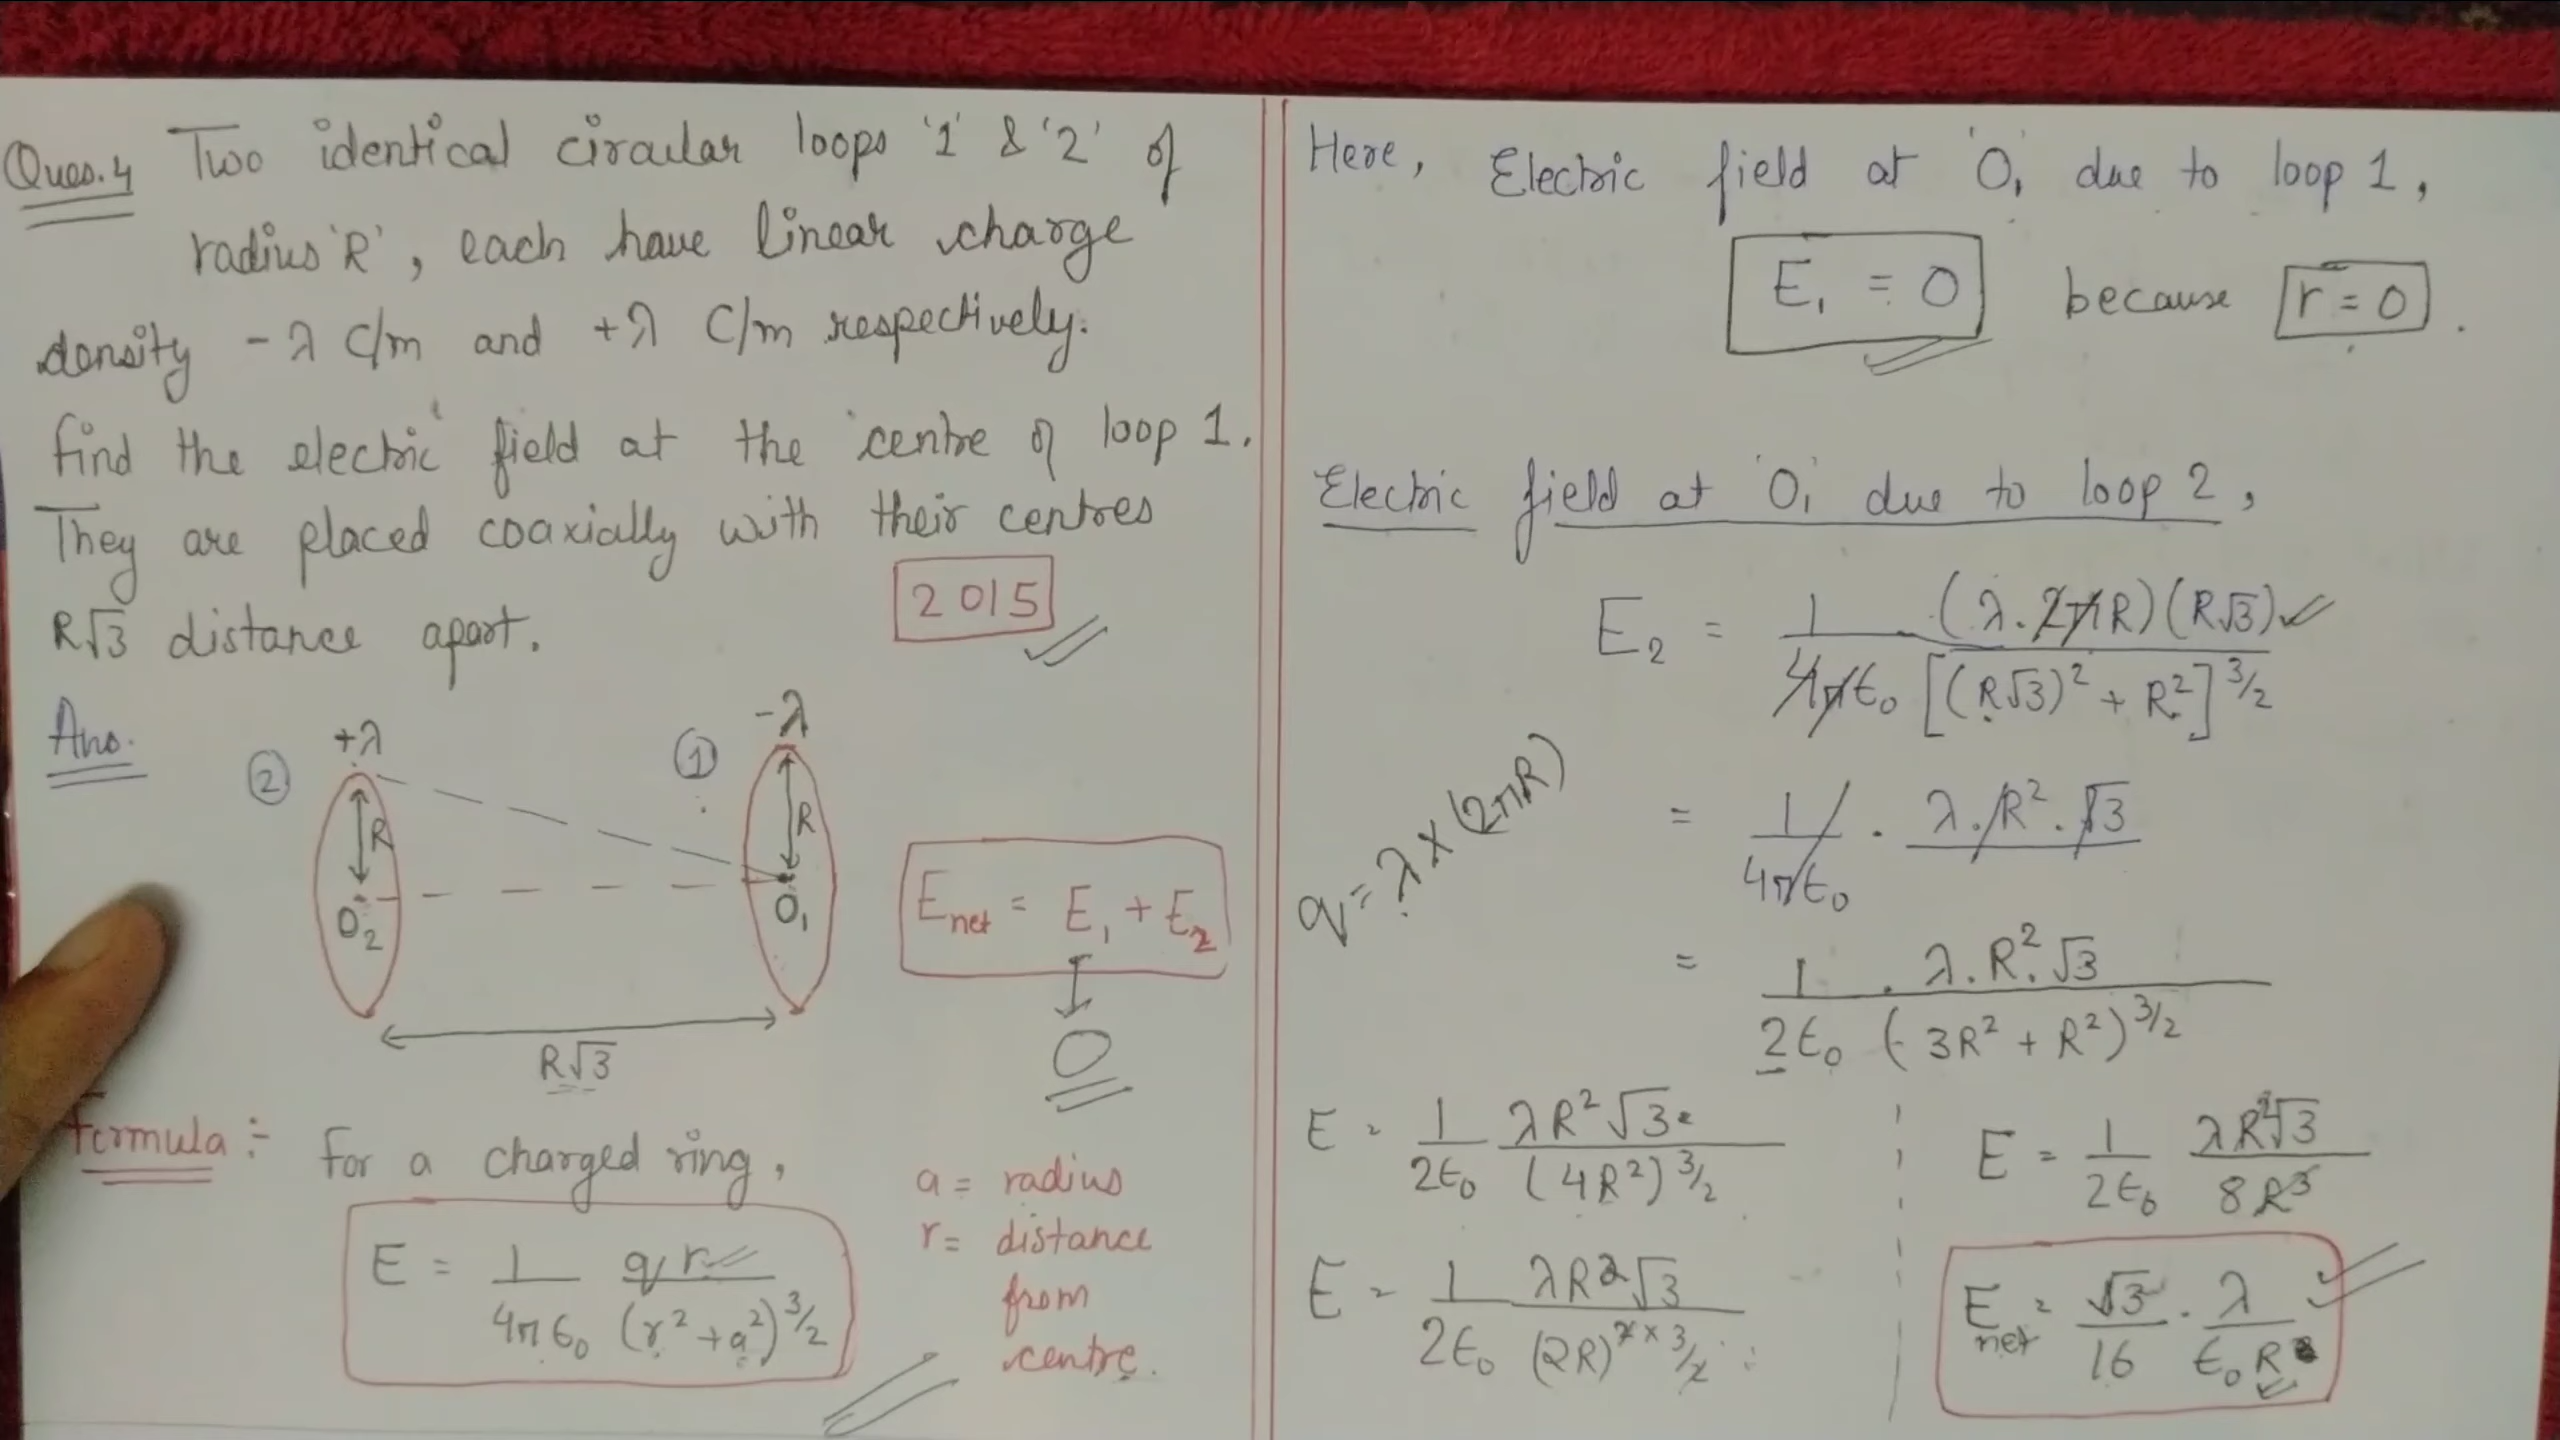 Ques.4 Two identical circular loops '1' & '2' of
radius 'R', each have linear charge
density -λ C/m and +λ C/m respectively.
find the electric field at the centre of loop 1.
They are placed coaxially with their centres
R√3 distance apart.
2015
Ans.
② +λ
① -λ
R
R
O₂
O₁
R√3
E_net = E₁ + E₂
0
Formula :- For a charged ring,
E = 1/4πε₀ qr/(r² + a²)^3/2
a = radius
r = distance
from
centre.
Here, Electric field at 'O₁' due to loop 1,
E₁ = 0 because r = 0.
Electric field at 'O₁' due to loop 2,
E₂ = 1/4πε₀ (λ.2πR)(R√3)/[(R√3)² + R²]^3/2
q = λ × (2πR)
= 1/4πε₀ . λ.R².√3
= 1/2ε₀ . λ.R².√3/(3R² + R²)^3/2
E = 1/2ε₀ λR²√3/(4R²)^3/2
E = 1/2ε₀ λR²√3/(2R)^2×3/2
E = 1/2ε₀ λR²√3/8R³
E_net = √3/16 . λ/ε₀R